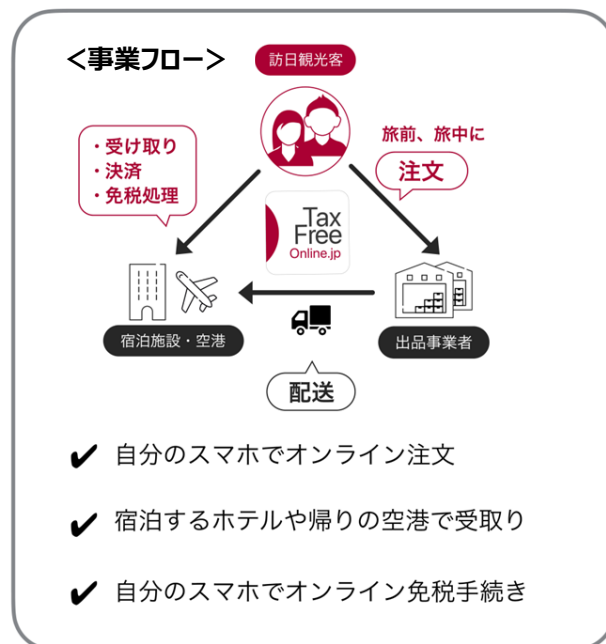 <事業フロー>
訪日観光客
・受け取り
・決済
・免税処理
旅前、旅中に
注文
Tax
Free
Online.jp
宿泊施設・空港
出品事業者
配送
✔ 自分のスマホでオンライン注文
✔ 宿泊するホテルや帰りの空港で受取り
✔ 自分のスマホでオンライン免税手続き